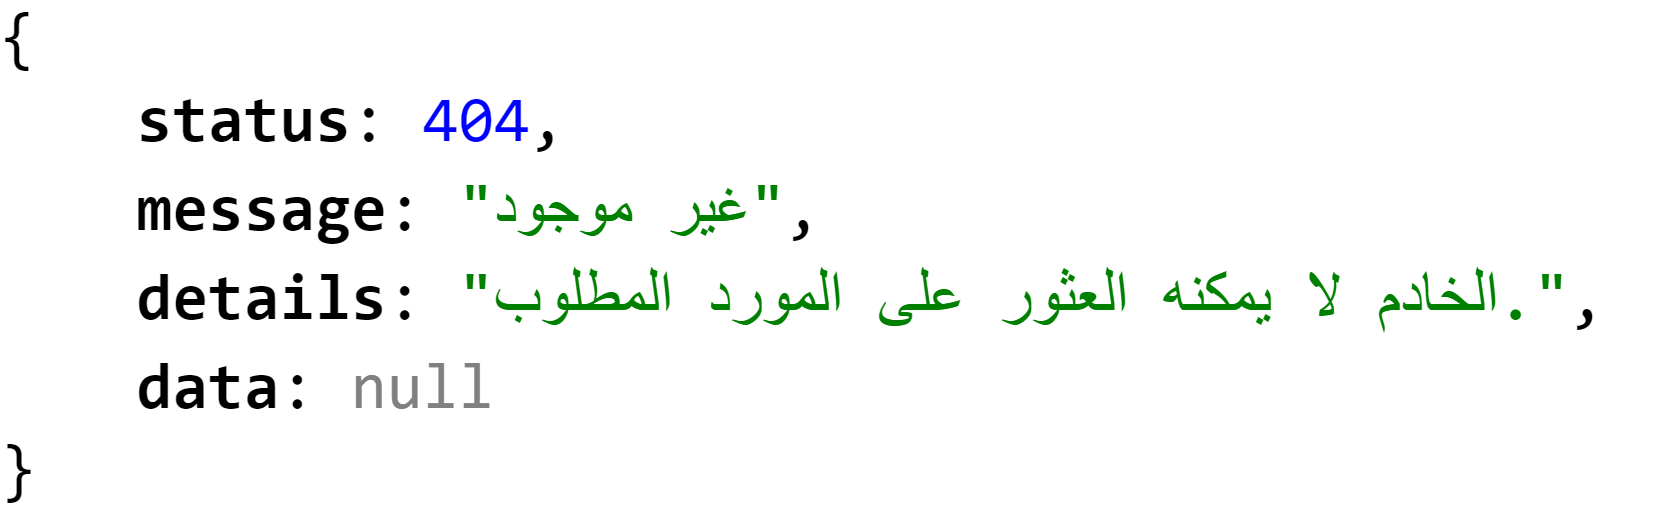 {
status: 404,
message: "غير موجود",
details: "الخادم لا يمكنه العثور على المورد المطلوب.",
data: null
}